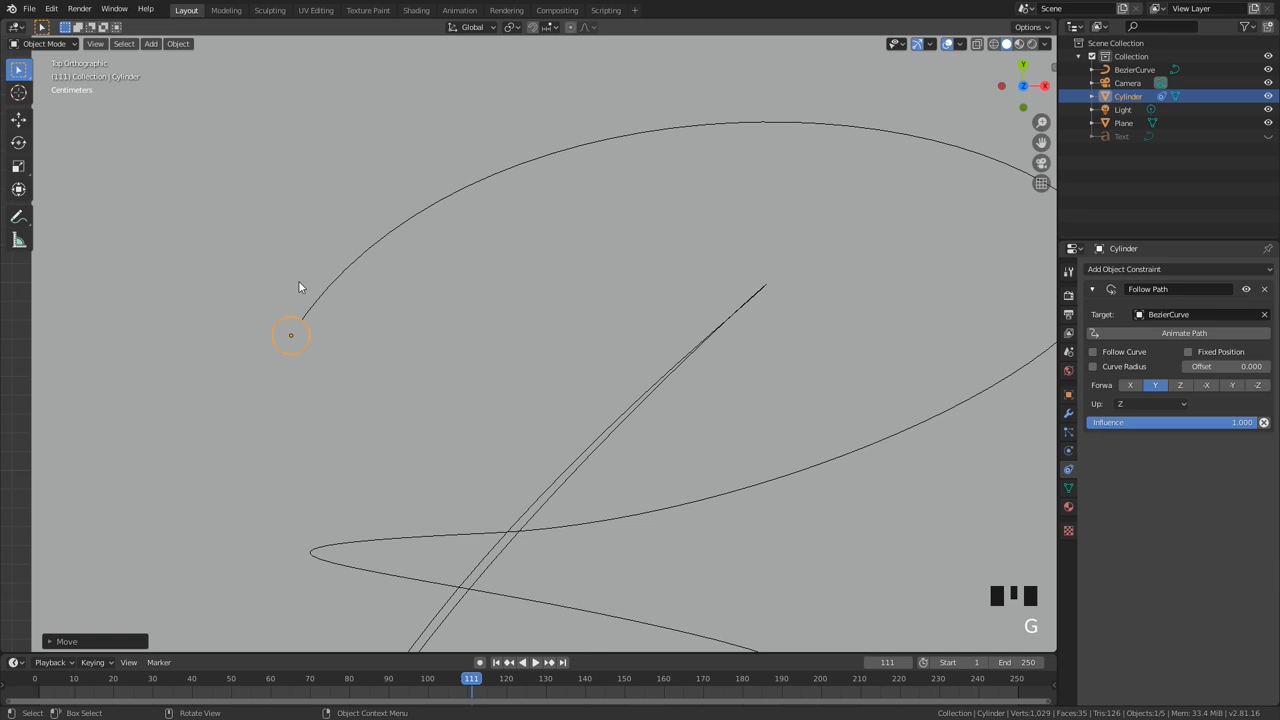 File Edit Render Window Help
Layout Modeling Sculpting UV Editing Texture Paint Shading Animation Rendering Compositing Scripting +
Scene
View Layer
Global
Options
Object Mode View Select Add Object
Top Orthographic
(111) Collection | Cylinder
Centimeters
Y
Z
X
Scene Collection
Collection
BezierCurve
Camera
Cylinder
Light
Plane
Text
Cylinder
Add Object Constraint
Follow Path
Target: BezierCurve
Animate Path
Follow Curve Fixed Position
Curve Radius Offset 0.000
Forwa X Y Z -X -Y -Z
Up: Z
Influence 1.000
G
Move
Playback Keying View Marker
111 Start 1 End 250
0 10 20 30 40 50 60 70 80 90 100 111 120 130 140 150 160 170 180 190 200 210 220 230 240 250
Select Box Select Rotate View Object Context Menu
Collection | Cylinder | Verts:1,029 | Faces:35 | Tris:126 | Objects:1/5 | Mem: 33.4 MiB | v2.81.16